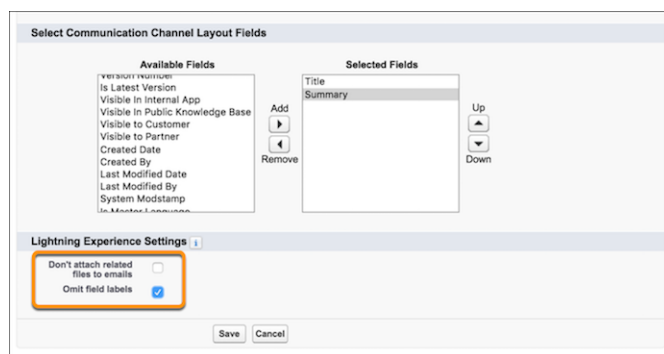 Select Communication Channel Layout Fields
Available Fields
Selected Fields
Version Number
Is Latest Version
Visible In Internal App
Visible In Public Knowledge Base
Visible to Customer
Visible to Partner
Created Date
Created By
Last Modified Date
Last Modified By
System Modstamp
Is Master Language
Add
Remove
Title
Summary
Up
Down
Lightning Experience Settings i
Don't attach related
files to emails
Omit field labels
Save Cancel